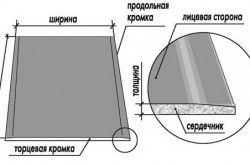 ширина
продольная
кромка
лицевая сторона
толщина
торцевая кромка
сердечник